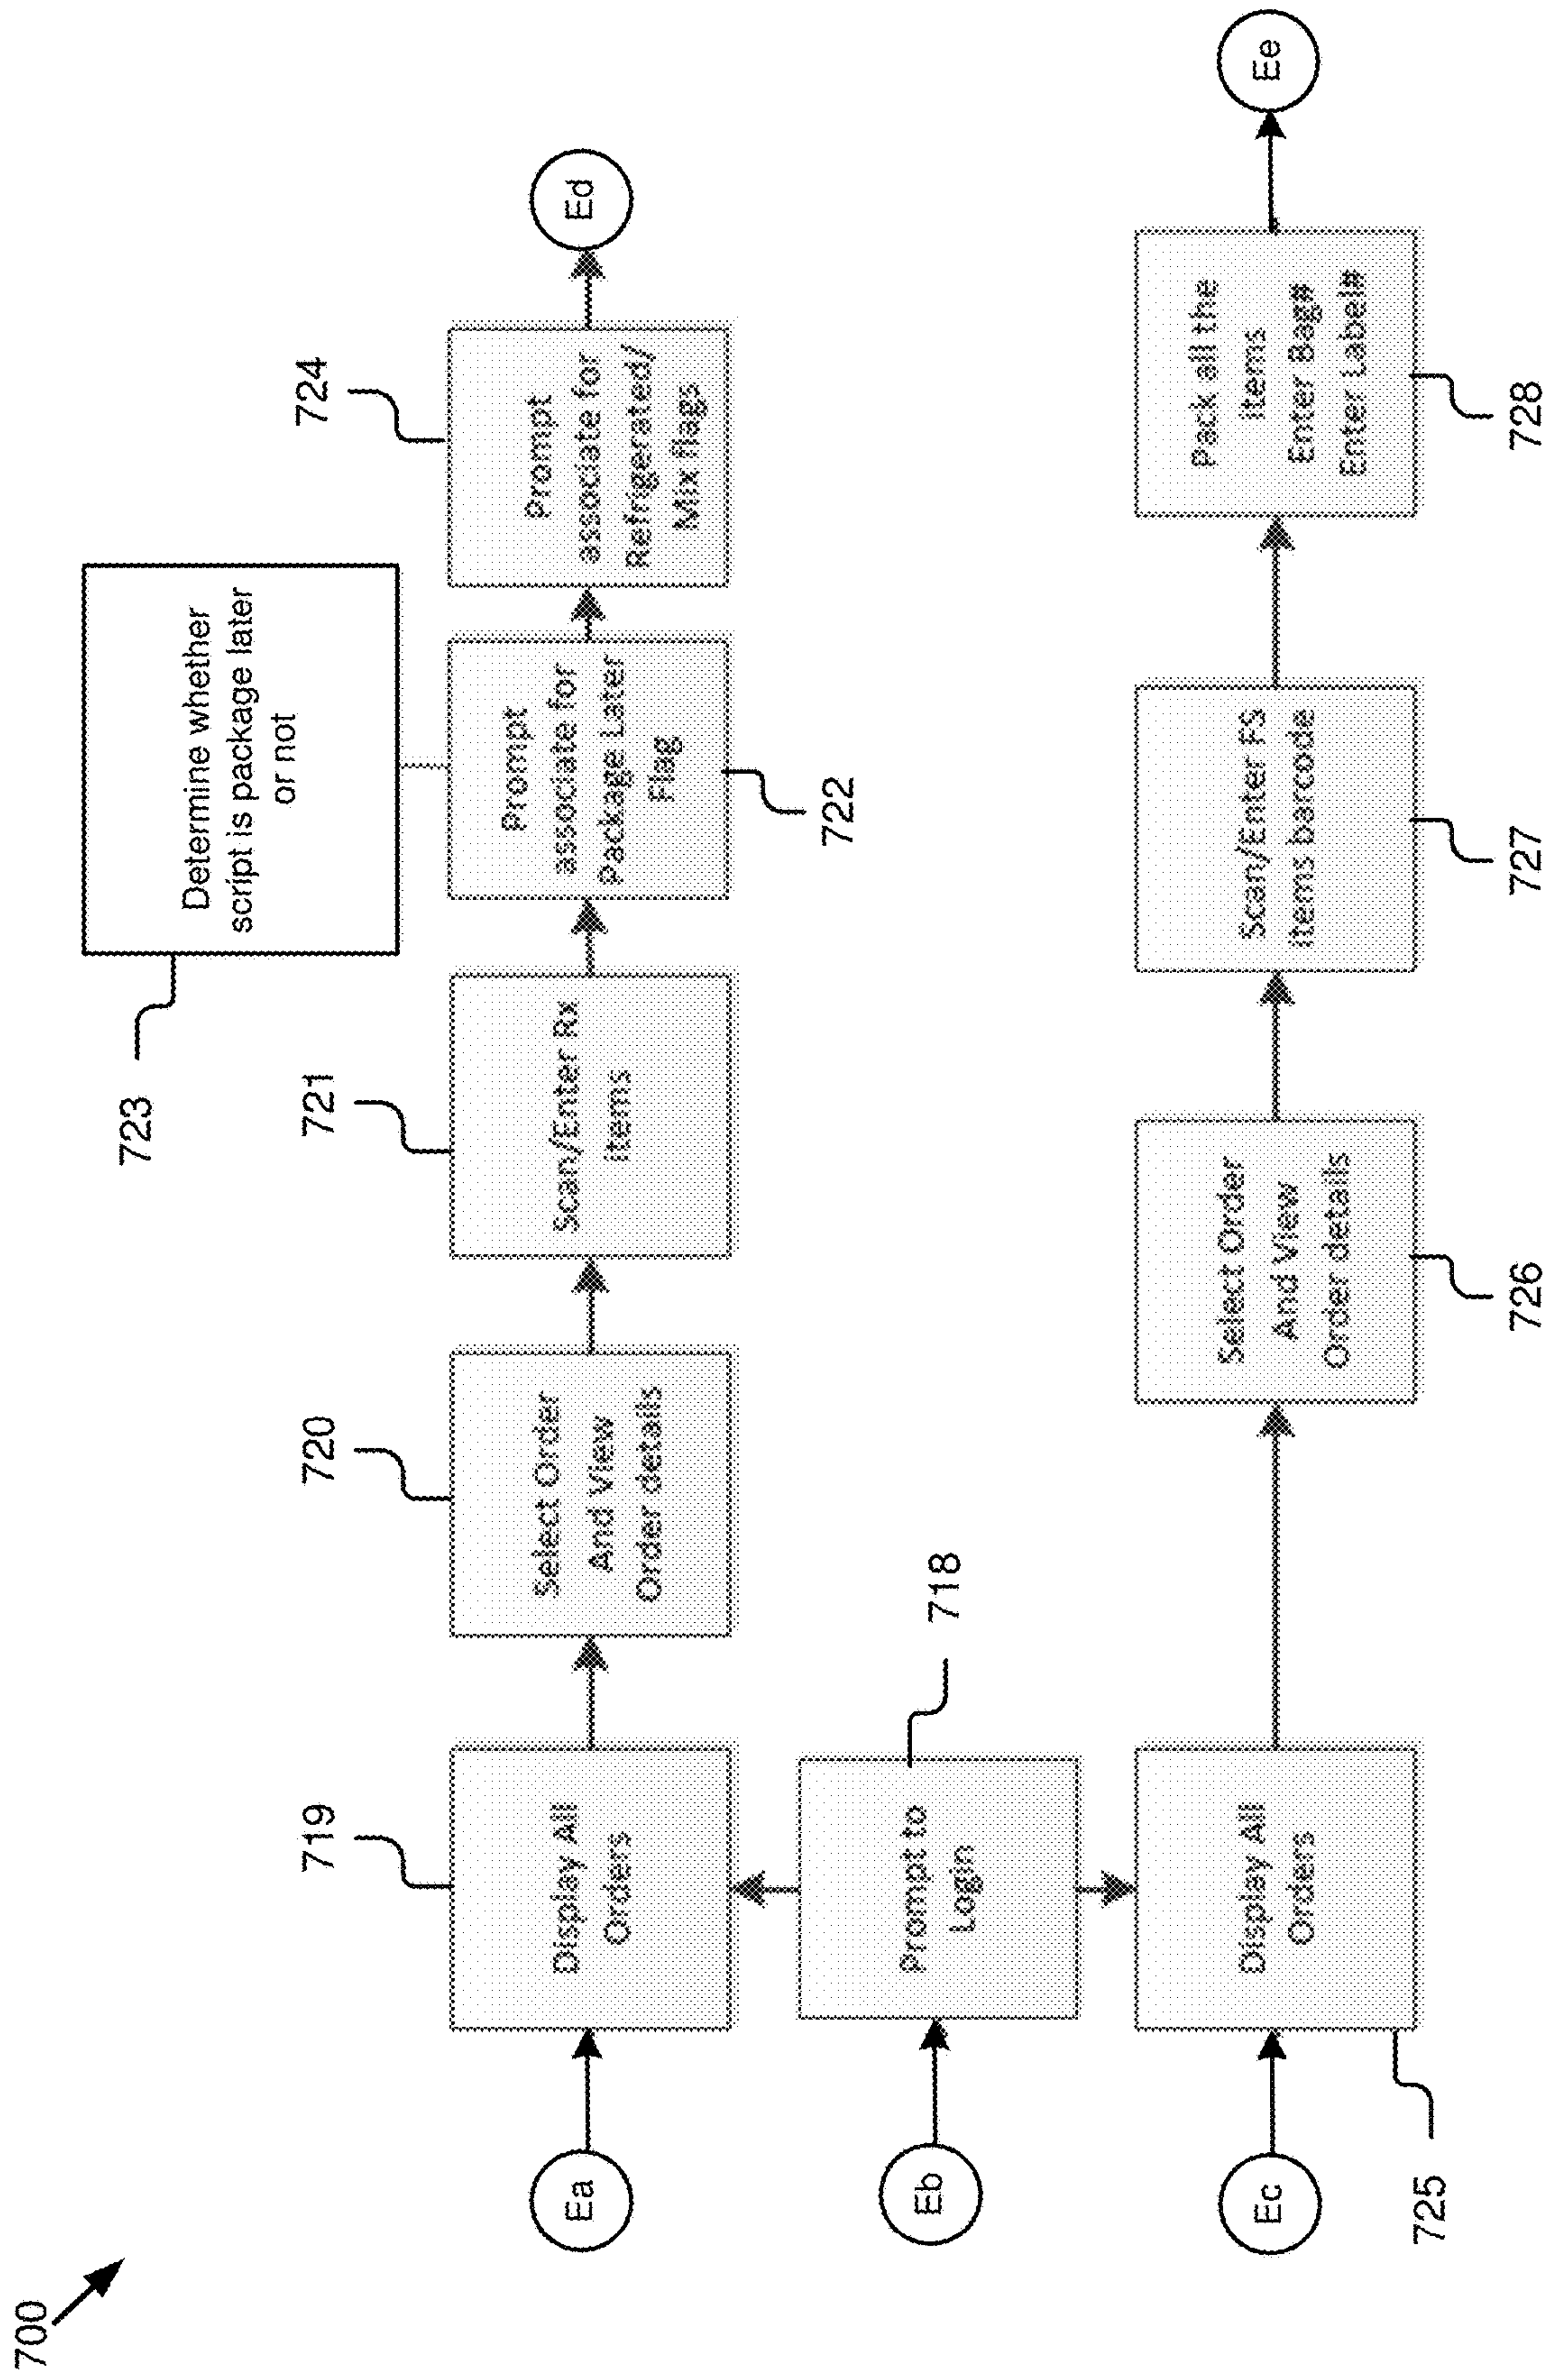 700
723
Determine whether
script is package later
or not
719
720
721
724
Ea
Display All
Orders
Select Order
And View
Order details
Scan/Enter Rx
items
Prompt
associate for
Package Later
Flag
722
Prompt
associate for
Refrigerated/
Mix flags
Ed
Eb
Prompt to
Login
718
Ec
Display All
Orders
725
Select Order
And View
Order details
726
Scan/Enter FS
items barcode
727
Pack all the
items
Enter Bag#
Enter Label#
728
Ee